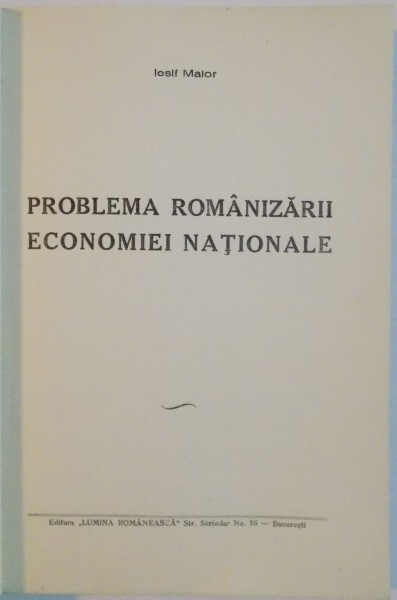 Iosif Maior
PROBLEMA ROMÂNIZĂRII
ECONOMIEI NAŢIONALE
Editura „LUMINA ROMÂNEASCĂ" Str. Sărindar No. 16 — Bucureşti